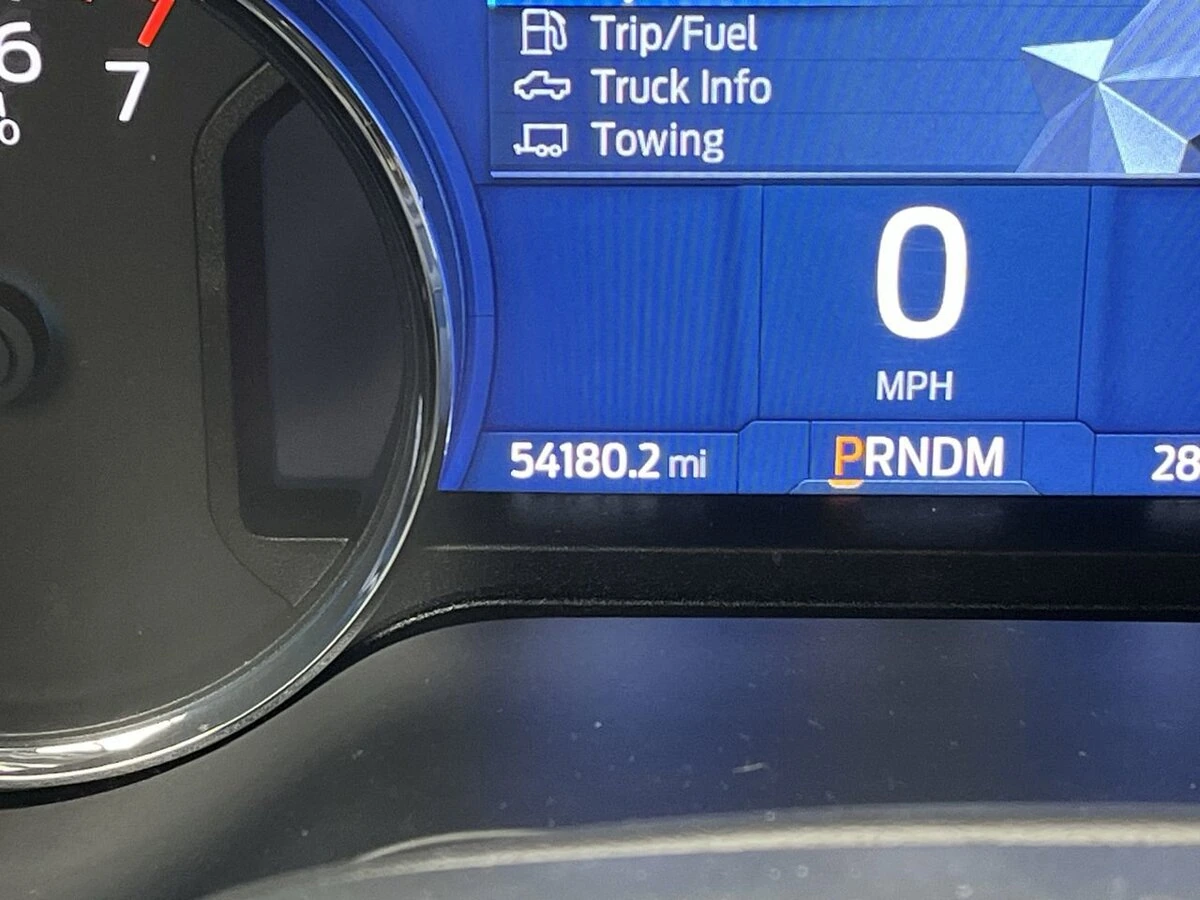 6
7
Trip/Fuel
Truck Info
Towing
0
MPH
54180.2 mi
PRNDM
28